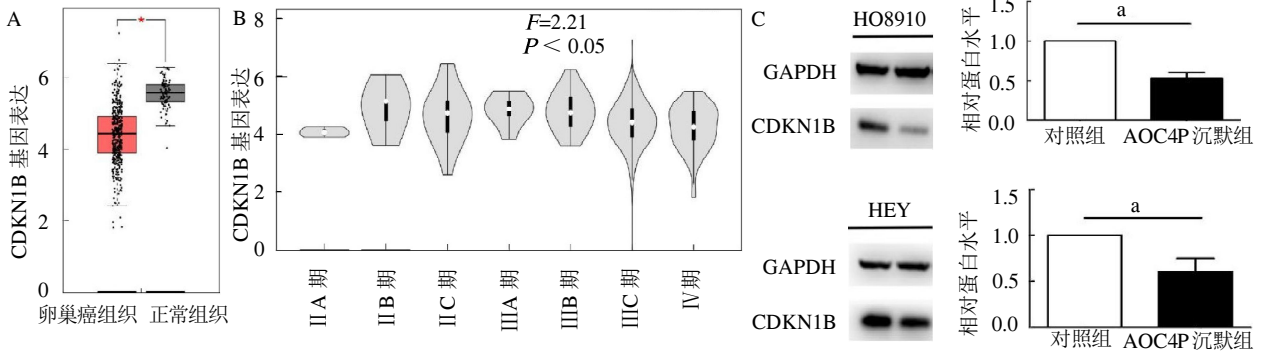 A
*
CDKN1B 基因表达
6
4
2
0
卵巢癌组织 正常组织
B
F=2.21
P＜0.05
CDKN1B 基因表达
8
6
4
2
0
ⅡA 期
ⅡB 期
ⅡC 期
ⅢA 期
ⅢB 期
ⅢC 期
Ⅳ 期
C
HO8910
GAPDH
CDKN1B
相对蛋白水平
1.5
1.0
0.5
0.0
a
对照组 AOC4P 沉默组
HEY
GAPDH
CDKN1B
相对蛋白水平
1.5
1.0
0.5
0.0
a
对照组 AOC4P 沉默组